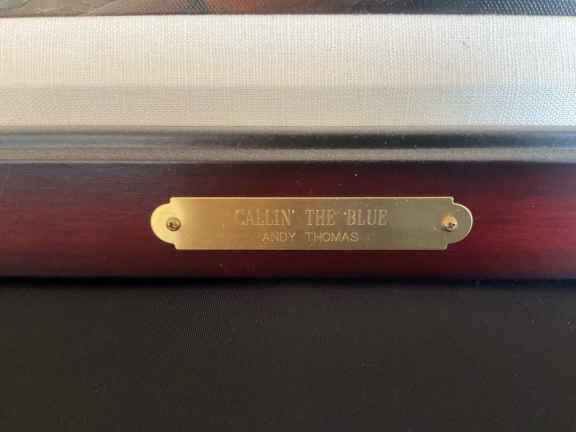 CALLIN' THE BLUE
ANDY THOMAS